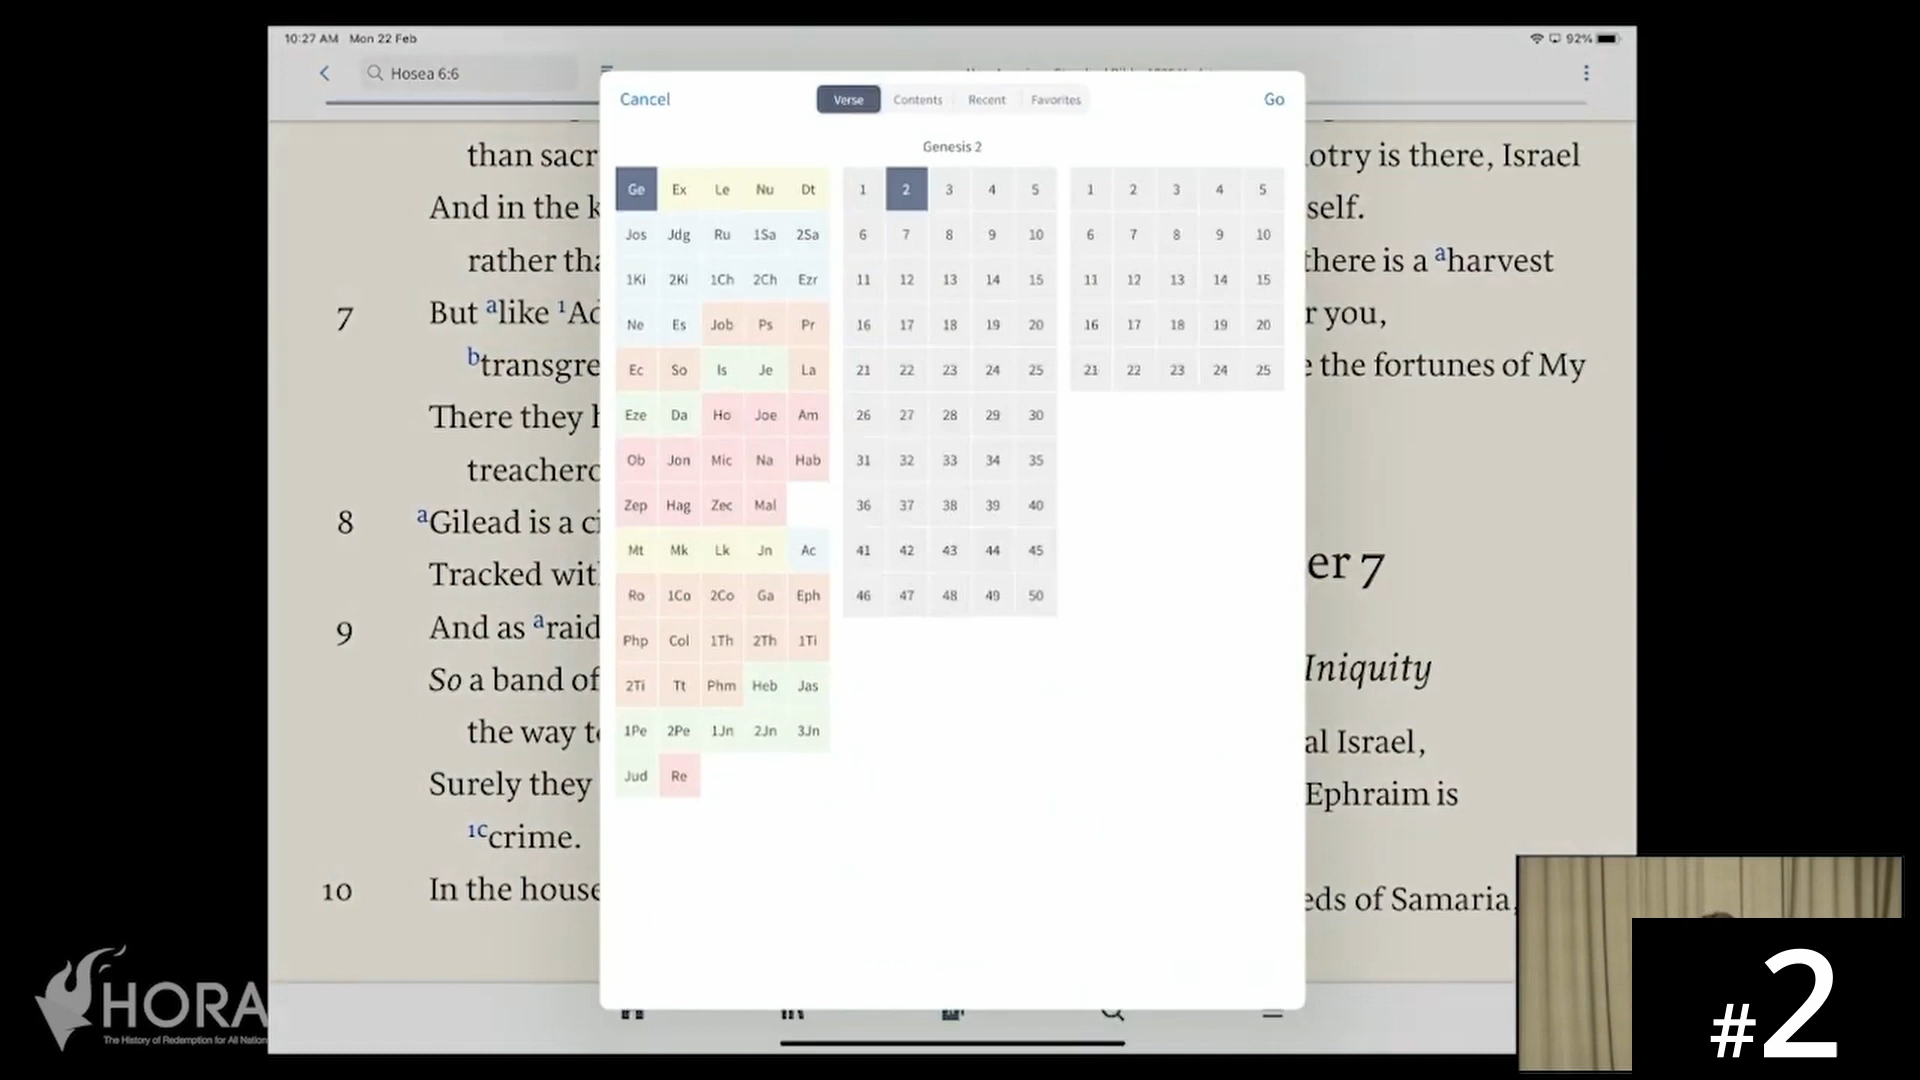 10:27 AM Mon 22 Feb
92%
Hosea 6:6
Cancel
Verse Contents Recent Favorites
Go
Genesis 2
Ge Ex Le Nu Dt
Jos Jdg Ru 1Sa 2Sa
1Ki 2Ki 1Ch 2Ch Ezr
Ne Es Job Ps Pr
Ec So Is Je La
Eze Da Ho Joe Am
Ob Jon Mic Na Hab
Zep Hag Zec Mal
Mt Mk Lk Jn Ac
Ro 1Co 2Co Ga Eph
Php Col 1Th 2Th 1Ti
2Ti Tt Phm Heb Jas
1Pe 2Pe 1Jn 2Jn 3Jn
Jud Re
1 2 3 4 5
6 7 8 9 10
11 12 13 14 15
16 17 18 19 20
21 22 23 24 25
26 27 28 29 30
31 32 33 34 35
36 37 38 39 40
41 42 43 44 45
46 47 48 49 50
1 2 3 4 5
6 7 8 9 10
11 12 13 14 15
16 17 18 19 20
21 22 23 24 25
than sacr
And in the k
rather tha
7 But alike 1Ad
btransgre
There they h
treachero
8 aGilead is a ci
Tracked wit
9 And as araid
So a band of
the way to
Surely they
1ccrime.
10 In the house
otry is there, Israel
self.
there is a aharvest
r you,
e the fortunes of My
er 7
Iniquity
al Israel,
Ephraim is
eds of Samaria,
HORA
The History of Redemption for All Nation
#2